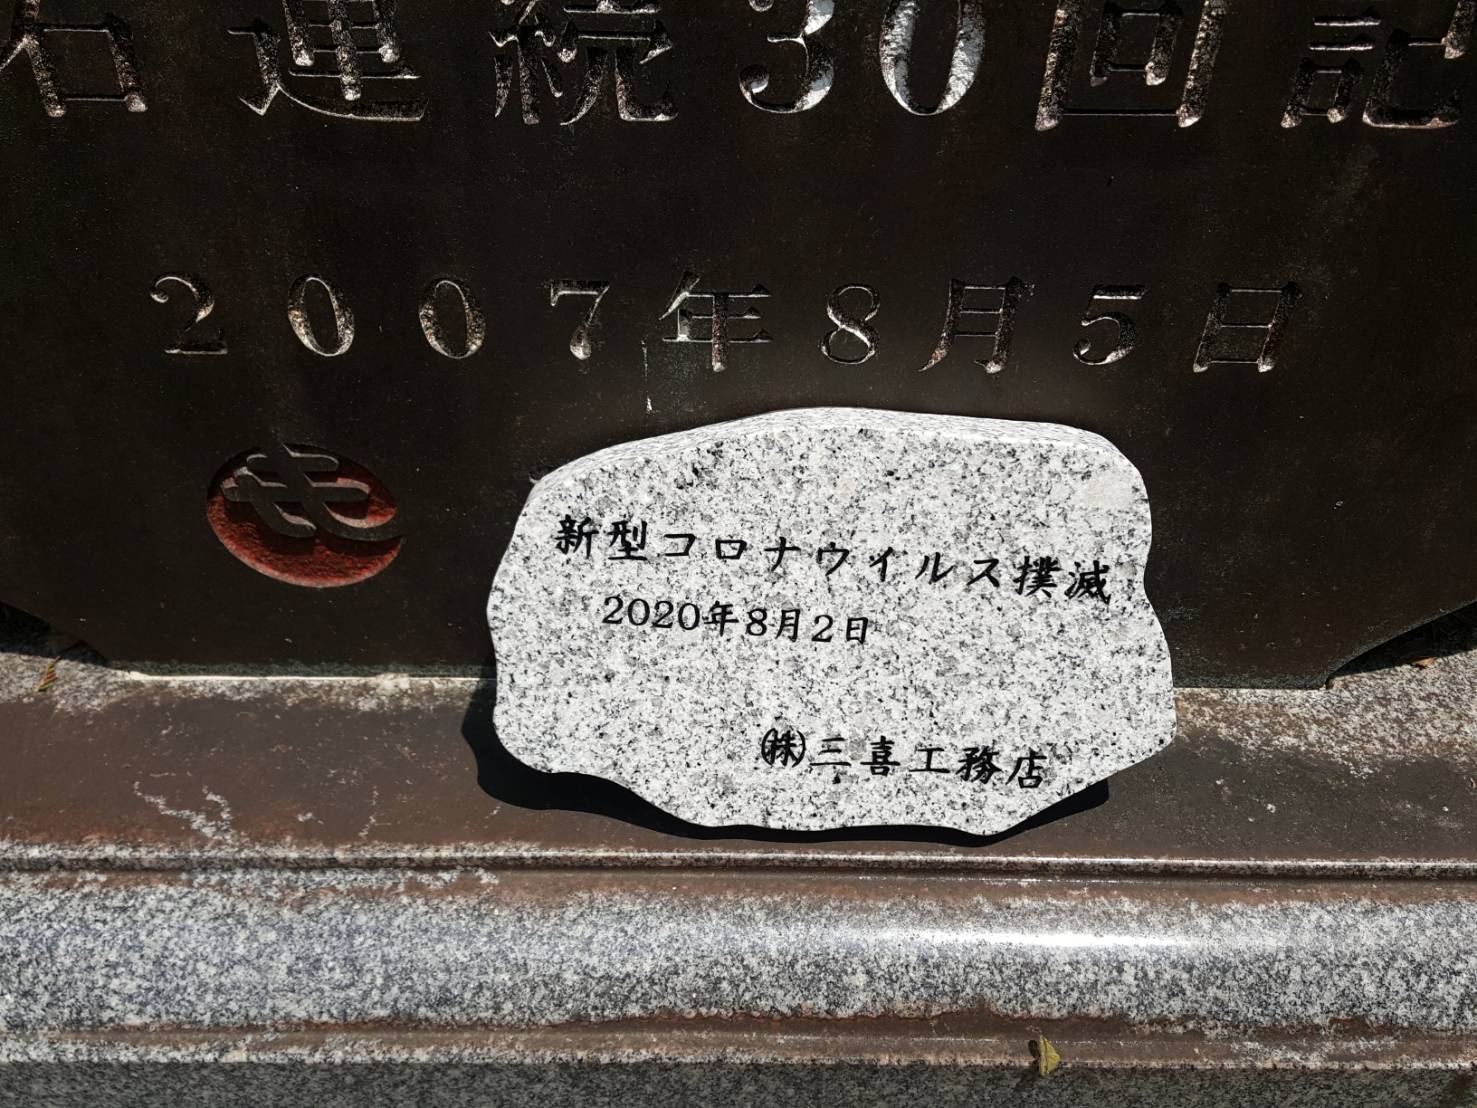 石連続30回記
2007年8月5日
も
新型コロナウイルス撲滅
2020年8月2日
㈱三喜工務店